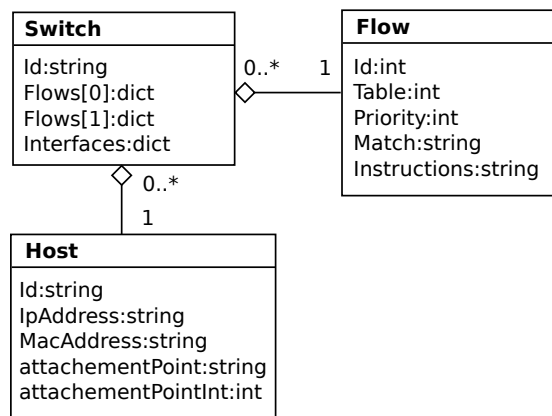 Switch
Id:string
Flows[0]:dict
Flows[1]:dict
Interfaces:dict
0..* 1
Flow
Id:int
Table:int
Priority:int
Match:string
Instructions:string
0..*
1
Host
Id:string
IpAddress:string
MacAddress:string
attachementPoint:string
attachementPointInt:int